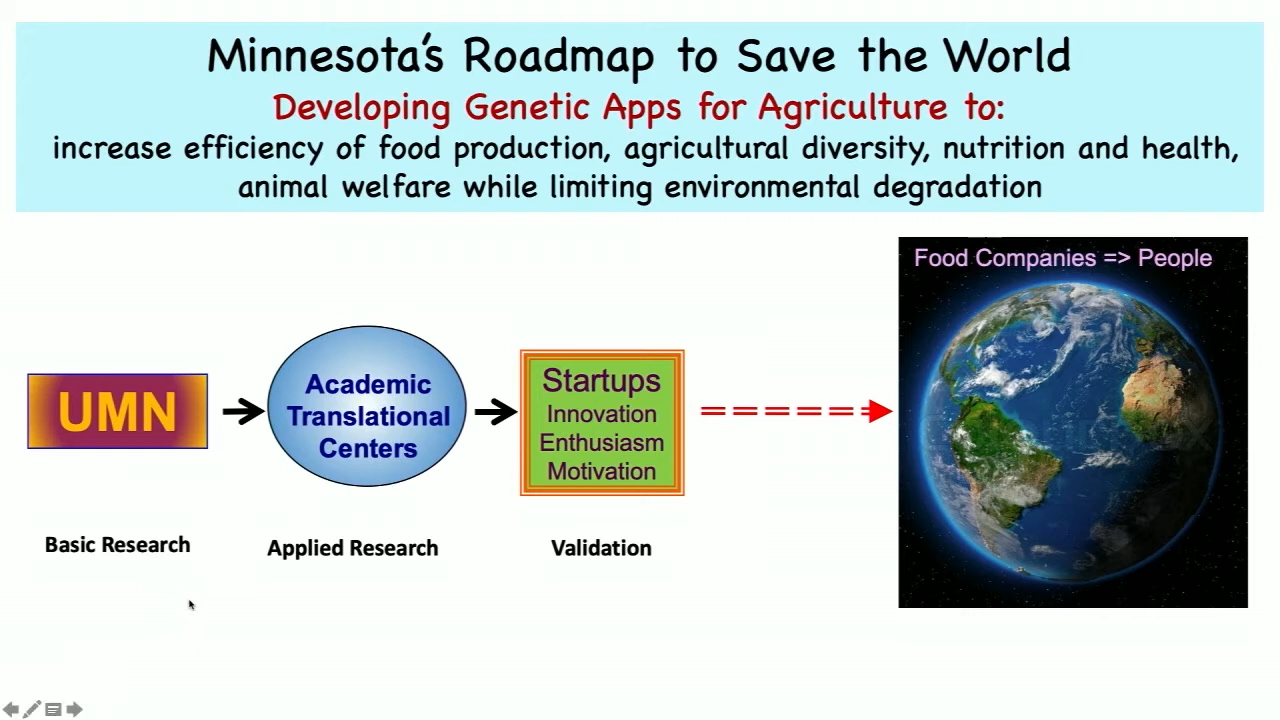 Minnesota's Roadmap to Save the World
Developing Genetic Apps for Agriculture to:
increase efficiency of food production, agricultural diversity, nutrition and health,
animal welfare while limiting environmental degradation
Food Companies => People
UMN
Academic
Translational
Centers
Startups
Innovation
Enthusiasm
Motivation
Basic Research
Applied Research
Validation